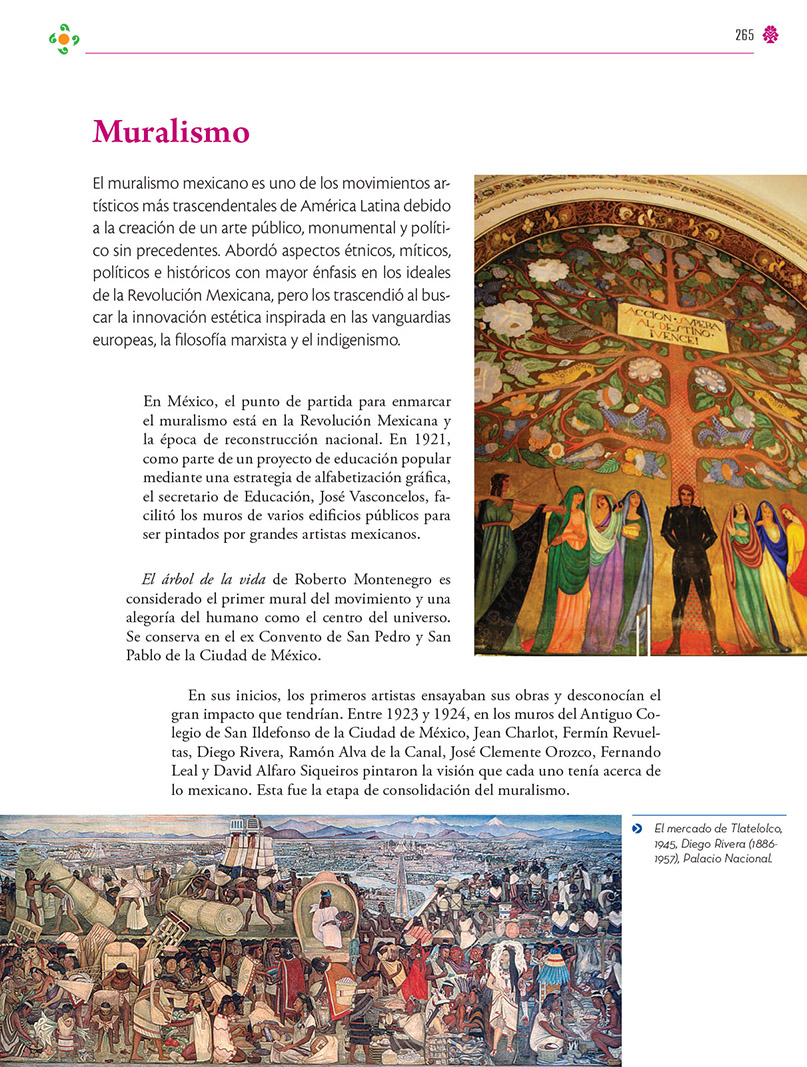 265
Muralismo
El muralismo mexicano es uno de los movimientos ar-
tísticos más trascendentales de América Latina debido
a la creación de un arte público, monumental y políti-
co sin precedentes. Abordó aspectos étnicos, míticos,
políticos e históricos con mayor énfasis en los ideales
de la Revolución Mexicana, pero los trascendió al bus-
car la innovación estética inspirada en las vanguardias
europeas, la filosofía marxista y el indigenismo.
ACCION · SUPERA
AL DESTINO ·
¡VENCE!
En México, el punto de partida para enmarcar
el muralismo está en la Revolución Mexicana y
la época de reconstrucción nacional. En 1921,
como parte de un proyecto de educación popular
mediante una estrategia de alfabetización gráfica,
el secretario de Educación, José Vasconcelos, fa-
cilitó los muros de varios edificios públicos para
ser pintados por grandes artistas mexicanos.
El árbol de la vida de Roberto Montenegro es
considerado el primer mural del movimiento y una
alegoría del humano como el centro del universo.
Se conserva en el ex Convento de San Pedro y San
Pablo de la Ciudad de México.
En sus inicios, los primeros artistas ensayaban sus obras y desconocían el
gran impacto que tendrían. Entre 1923 y 1924, en los muros del Antiguo Co-
legio de San Ildefonso de la Ciudad de México, Jean Charlot, Fermín Revuel-
tas, Diego Rivera, Ramón Alva de la Canal, José Clemente Orozco, Fernando
Leal y David Alfaro Siqueiros pintaron la visión que cada uno tenía acerca de
lo mexicano. Esta fue la etapa de consolidación del muralismo.
El mercado de Tlatelolco,
1945, Diego Rivera (1886-
1957), Palacio Nacional.